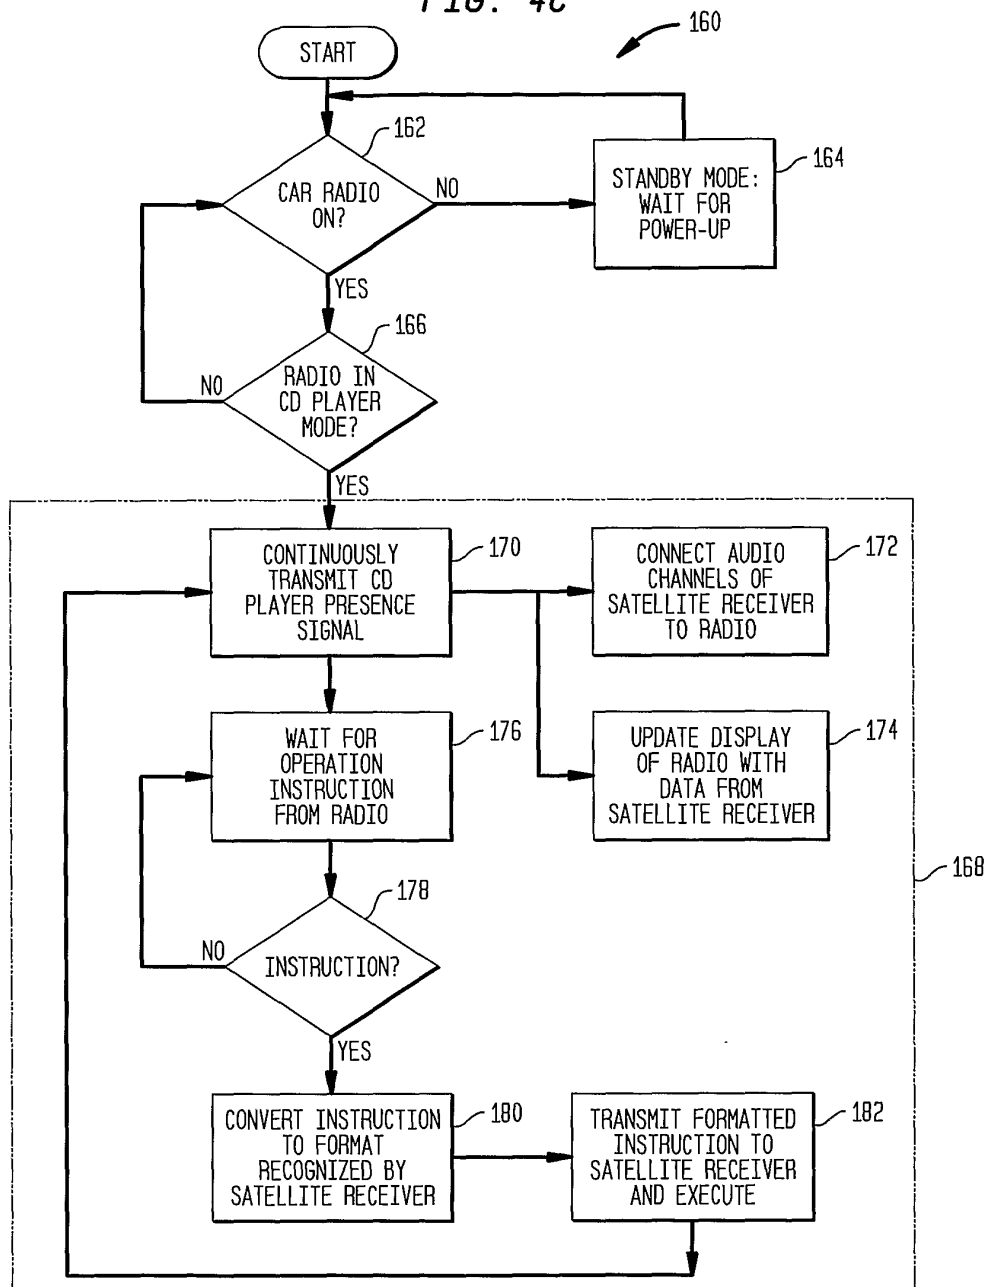 FIG. 4C
160
START
162
CAR RADIO
ON?
NO
164
STANDBY MODE:
WAIT FOR
POWER-UP
YES
166
RADIO IN
CD PLAYER
MODE?
NO
YES
170
CONTINUOUSLY
TRANSMIT CD
PLAYER PRESENCE
SIGNAL
172
CONNECT AUDIO
CHANNELS OF
SATELLITE RECEIVER
TO RADIO
176
WAIT FOR
OPERATION
INSTRUCTION
FROM RADIO
174
UPDATE DISPLAY
OF RADIO WITH
DATA FROM
SATELLITE RECEIVER
168
178
INSTRUCTION?
NO
YES
180
CONVERT INSTRUCTION
TO FORMAT
RECOGNIZED BY
SATELLITE RECEIVER
182
TRANSMIT FORMATTED
INSTRUCTION TO
SATELLITE RECEIVER
AND EXECUTE